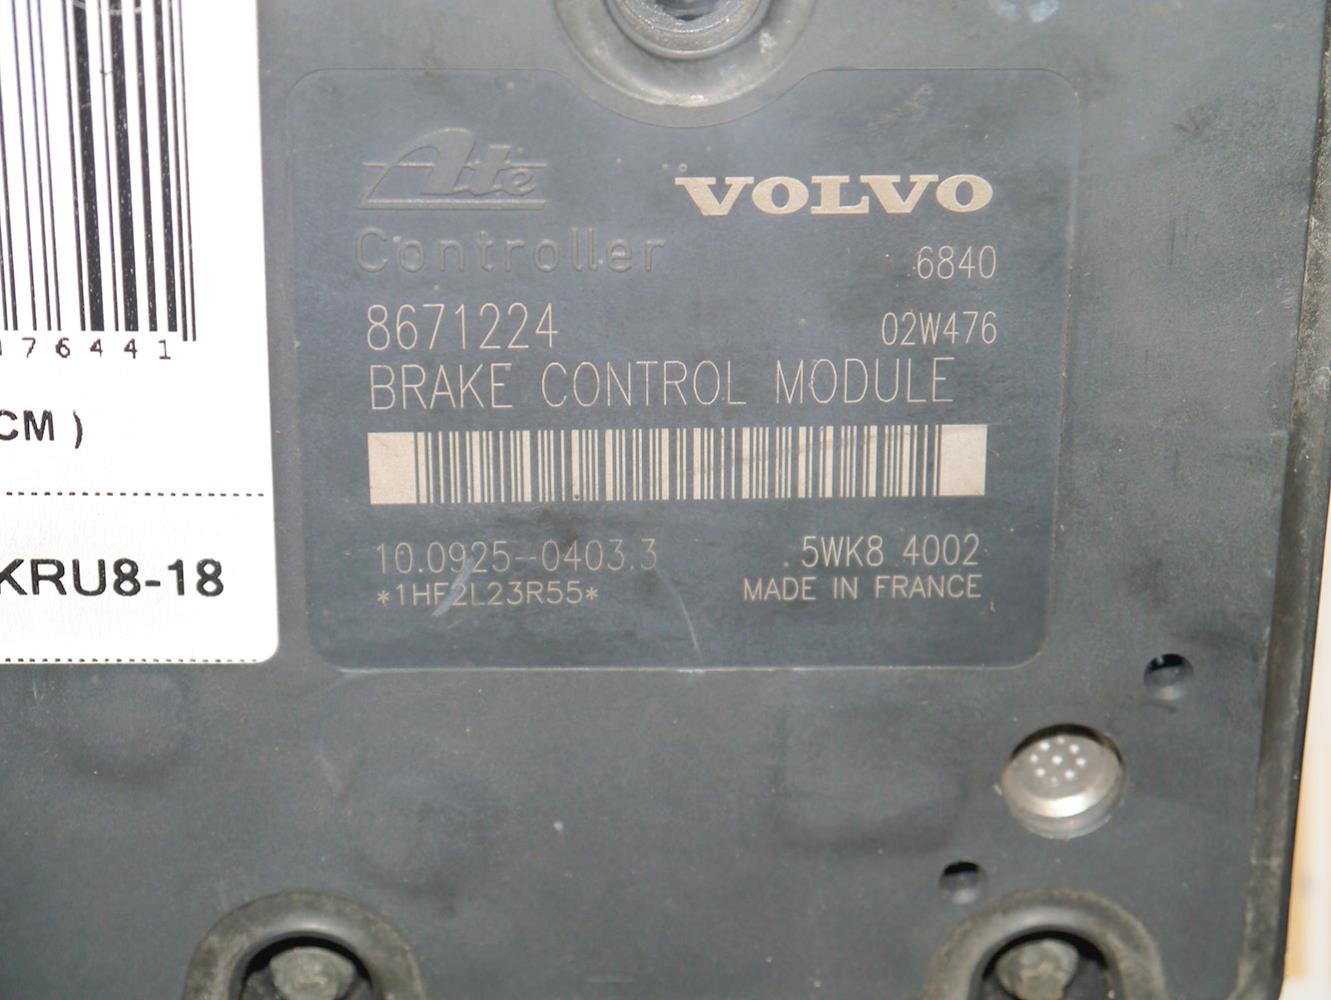 Ate
VOLVO
Controller
6840
8671224
02W476
BRAKE CONTROL MODULE
10.0925-0403.3
.5WK8 4002
*1HF2L23R55*
MADE IN FRANCE
76441
CM )
KRU8-18